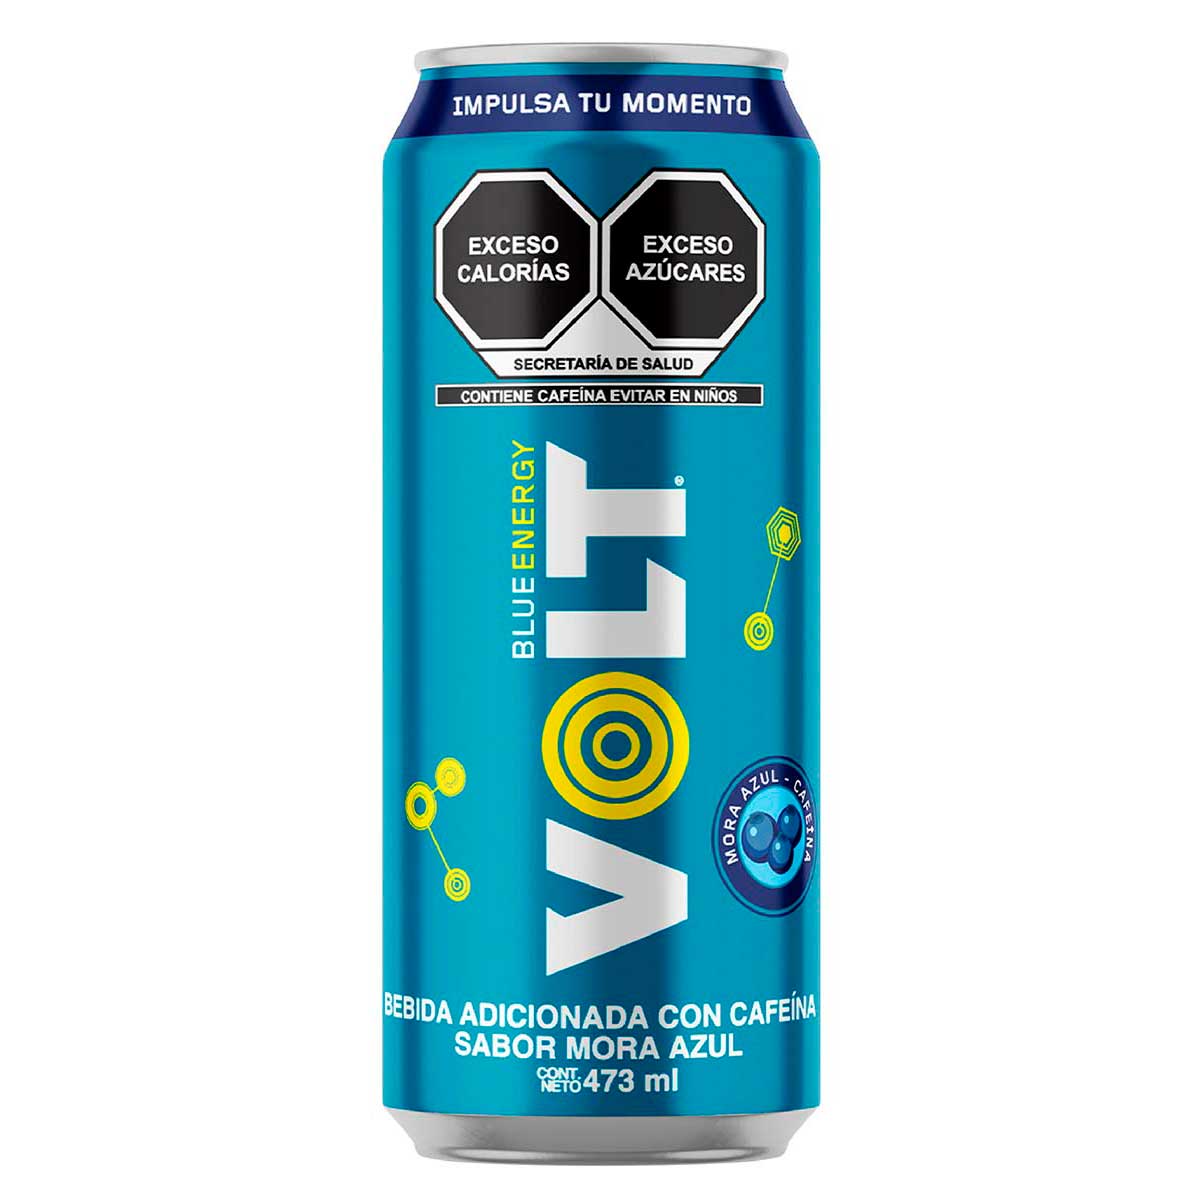 IMPULSA TU MOMENTO
EXCESO
CALORÍAS
EXCESO
AZÚCARES
SECRETARÍA DE SALUD
CONTIENE CAFEÍNA EVITAR EN NIÑOS
BLUE ENERGY
VOLT®
MORA AZUL - CAFEÍNA
BEBIDA ADICIONADA CON CAFEÍNA
SABOR MORA AZUL
CONT. NETO 473 ml